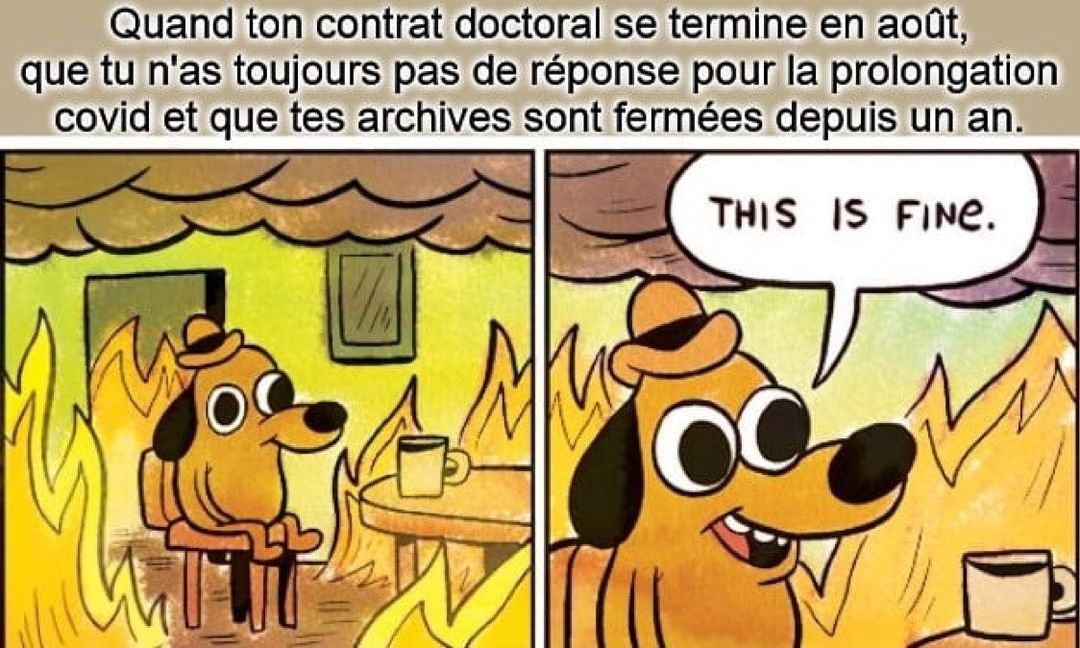 Quand ton contrat doctoral se termine en août,
que tu n'as toujours pas de réponse pour la prolongation
covid et que tes archives sont fermées depuis un an.
THIS IS FINE.